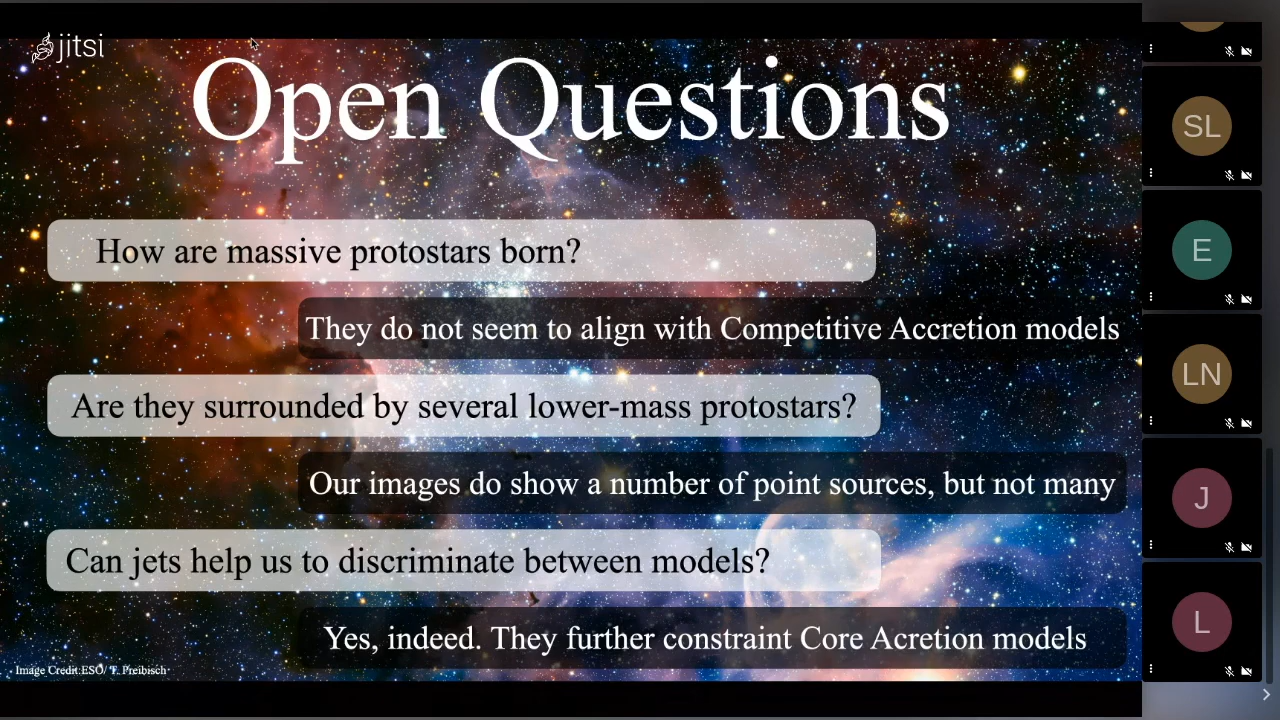 jitsi
Open Questions
How are massive protostars born?
They do not seem to align with Competitive Accretion models
Are they surrounded by several lower-mass protostars?
Our images do show a number of point sources, but not many
Can jets help us to discriminate between models?
Yes, indeed. They further constraint Core Acretion models
Image Credit:ESO/ T. Preibisch
SL
E
LN
J
L